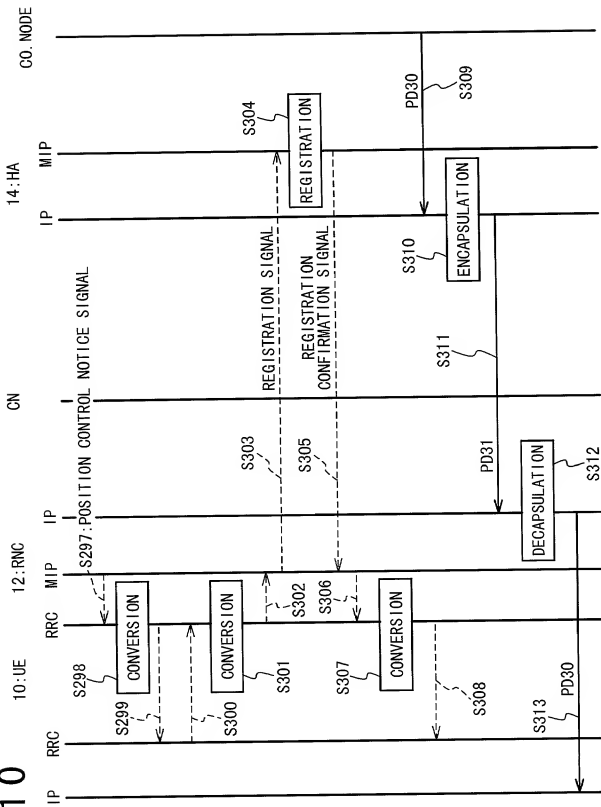 10
10:UE
12:RNC
CN
14:HA
CO. NODE
IP
RRC
RRC
MIP
IP
IP
MIP
S297:POSITION CONTROL NOTICE SIGNAL
S298
CONVERSION
S299
S300
CONVERSION
S301
S302
S303
REGISTRATION SIGNAL
REGISTRATION
S304
S305
REGISTRATION
CONFIRMATION SIGNAL
S306
S307
CONVERSION
S308
PD30
S309
S310
ENCAPSULATION
S311
PD31
DECAPSULATION
S312
S313
PD30